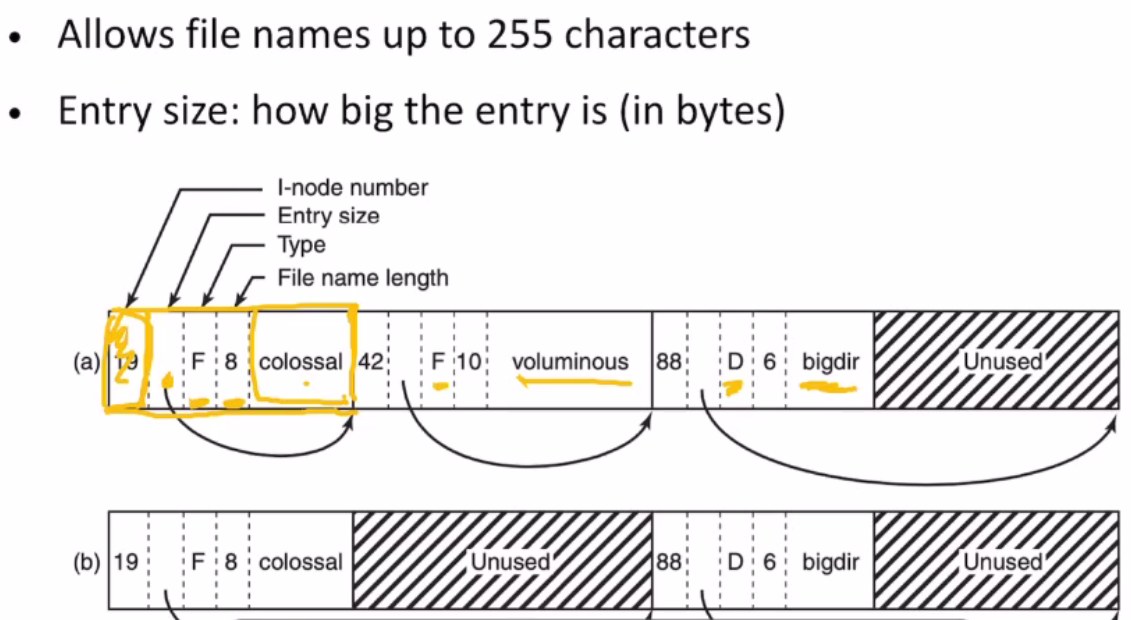 • Allows file names up to 255 characters
• Entry size: how big the entry is (in bytes)
I-node number
Entry size
Type
File name length
(a) 19 F 8 colossal 42 F 10 voluminous 88 D 6 bigdir Unused
(b) 19 F 8 colossal Unused 88 D 6 bigdir Unused